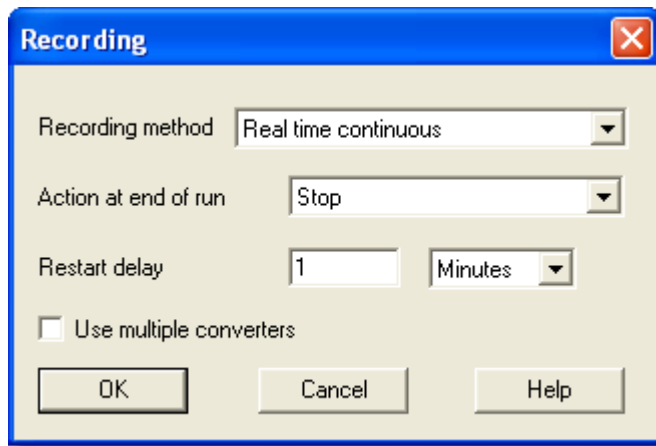 Recording
Recording method Real time continuous
Action at end of run Stop
Restart delay 1 Minutes
Use multiple converters
OK Cancel Help